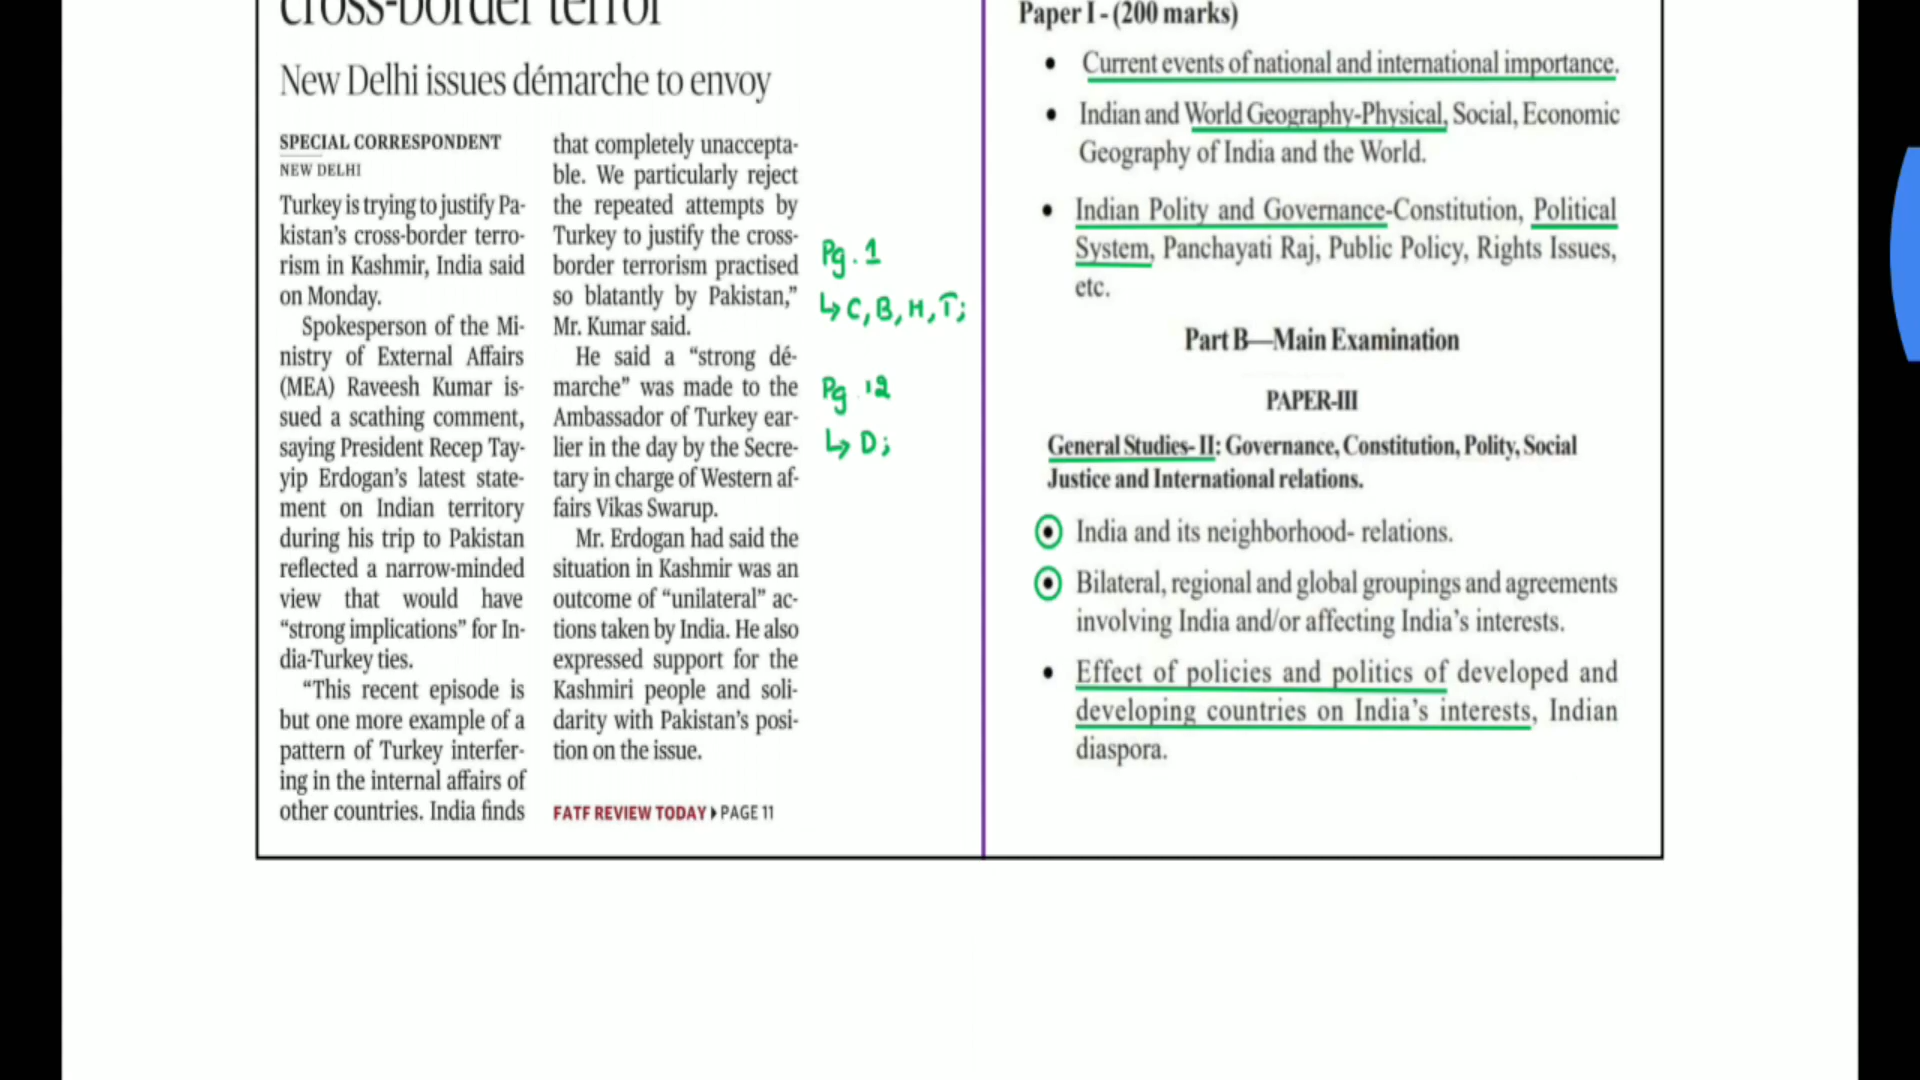 cross-border terror
New Delhi issues démarche to envoy
SPECIAL CORRESPONDENT
NEW DELHI
Turkey is trying to justify Pa-
kistan's cross-border terro-
rism in Kashmir, India said
on Monday.
Spokesperson of the Mi-
nistry of External Affairs
(MEA) Raveesh Kumar is-
sued a scathing comment,
saying President Recep Tay-
yip Erdogan's latest state-
ment on Indian territory
during his trip to Pakistan
reflected a narrow-minded
view that would have
“strong implications” for In-
dia-Turkey ties.
“This recent episode is
but one more example of a
pattern of Turkey interfer-
ing in the internal affairs of
other countries. India finds
that completely unaccepta-
ble. We particularly reject
the repeated attempts by
Turkey to justify the cross-
border terrorism practised
so blatantly by Pakistan,”
Mr. Kumar said.
He said a “strong dé-
marche” was made to the
Ambassador of Turkey ear-
lier in the day by the Secre-
tary in charge of Western af-
fairs Vikas Swarup.
Mr. Erdogan had said the
situation in Kashmir was an
outcome of “unilateral” ac-
tions taken by India. He also
expressed support for the
Kashmiri people and soli-
darity with Pakistan's posi-
tion on the issue.
FATF REVIEW TODAY PAGE 11
Pg. 1
↳ C, B, H, T;
Pg. 12
↳ D;
Paper I - (200 marks)
• Current events of national and international importance.
• Indian and World Geography-Physical, Social, Economic
Geography of India and the World.
• Indian Polity and Governance-Constitution, Political
System, Panchayati Raj, Public Policy, Rights Issues,
etc.
Part B—Main Examination
PAPER-III
General Studies- II: Governance, Constitution, Polity, Social
Justice and International relations.
• India and its neighborhood- relations.
• Bilateral, regional and global groupings and agreements
involving India and/or affecting India's interests.
• Effect of policies and politics of developed and
developing countries on India's interests, Indian
diaspora.